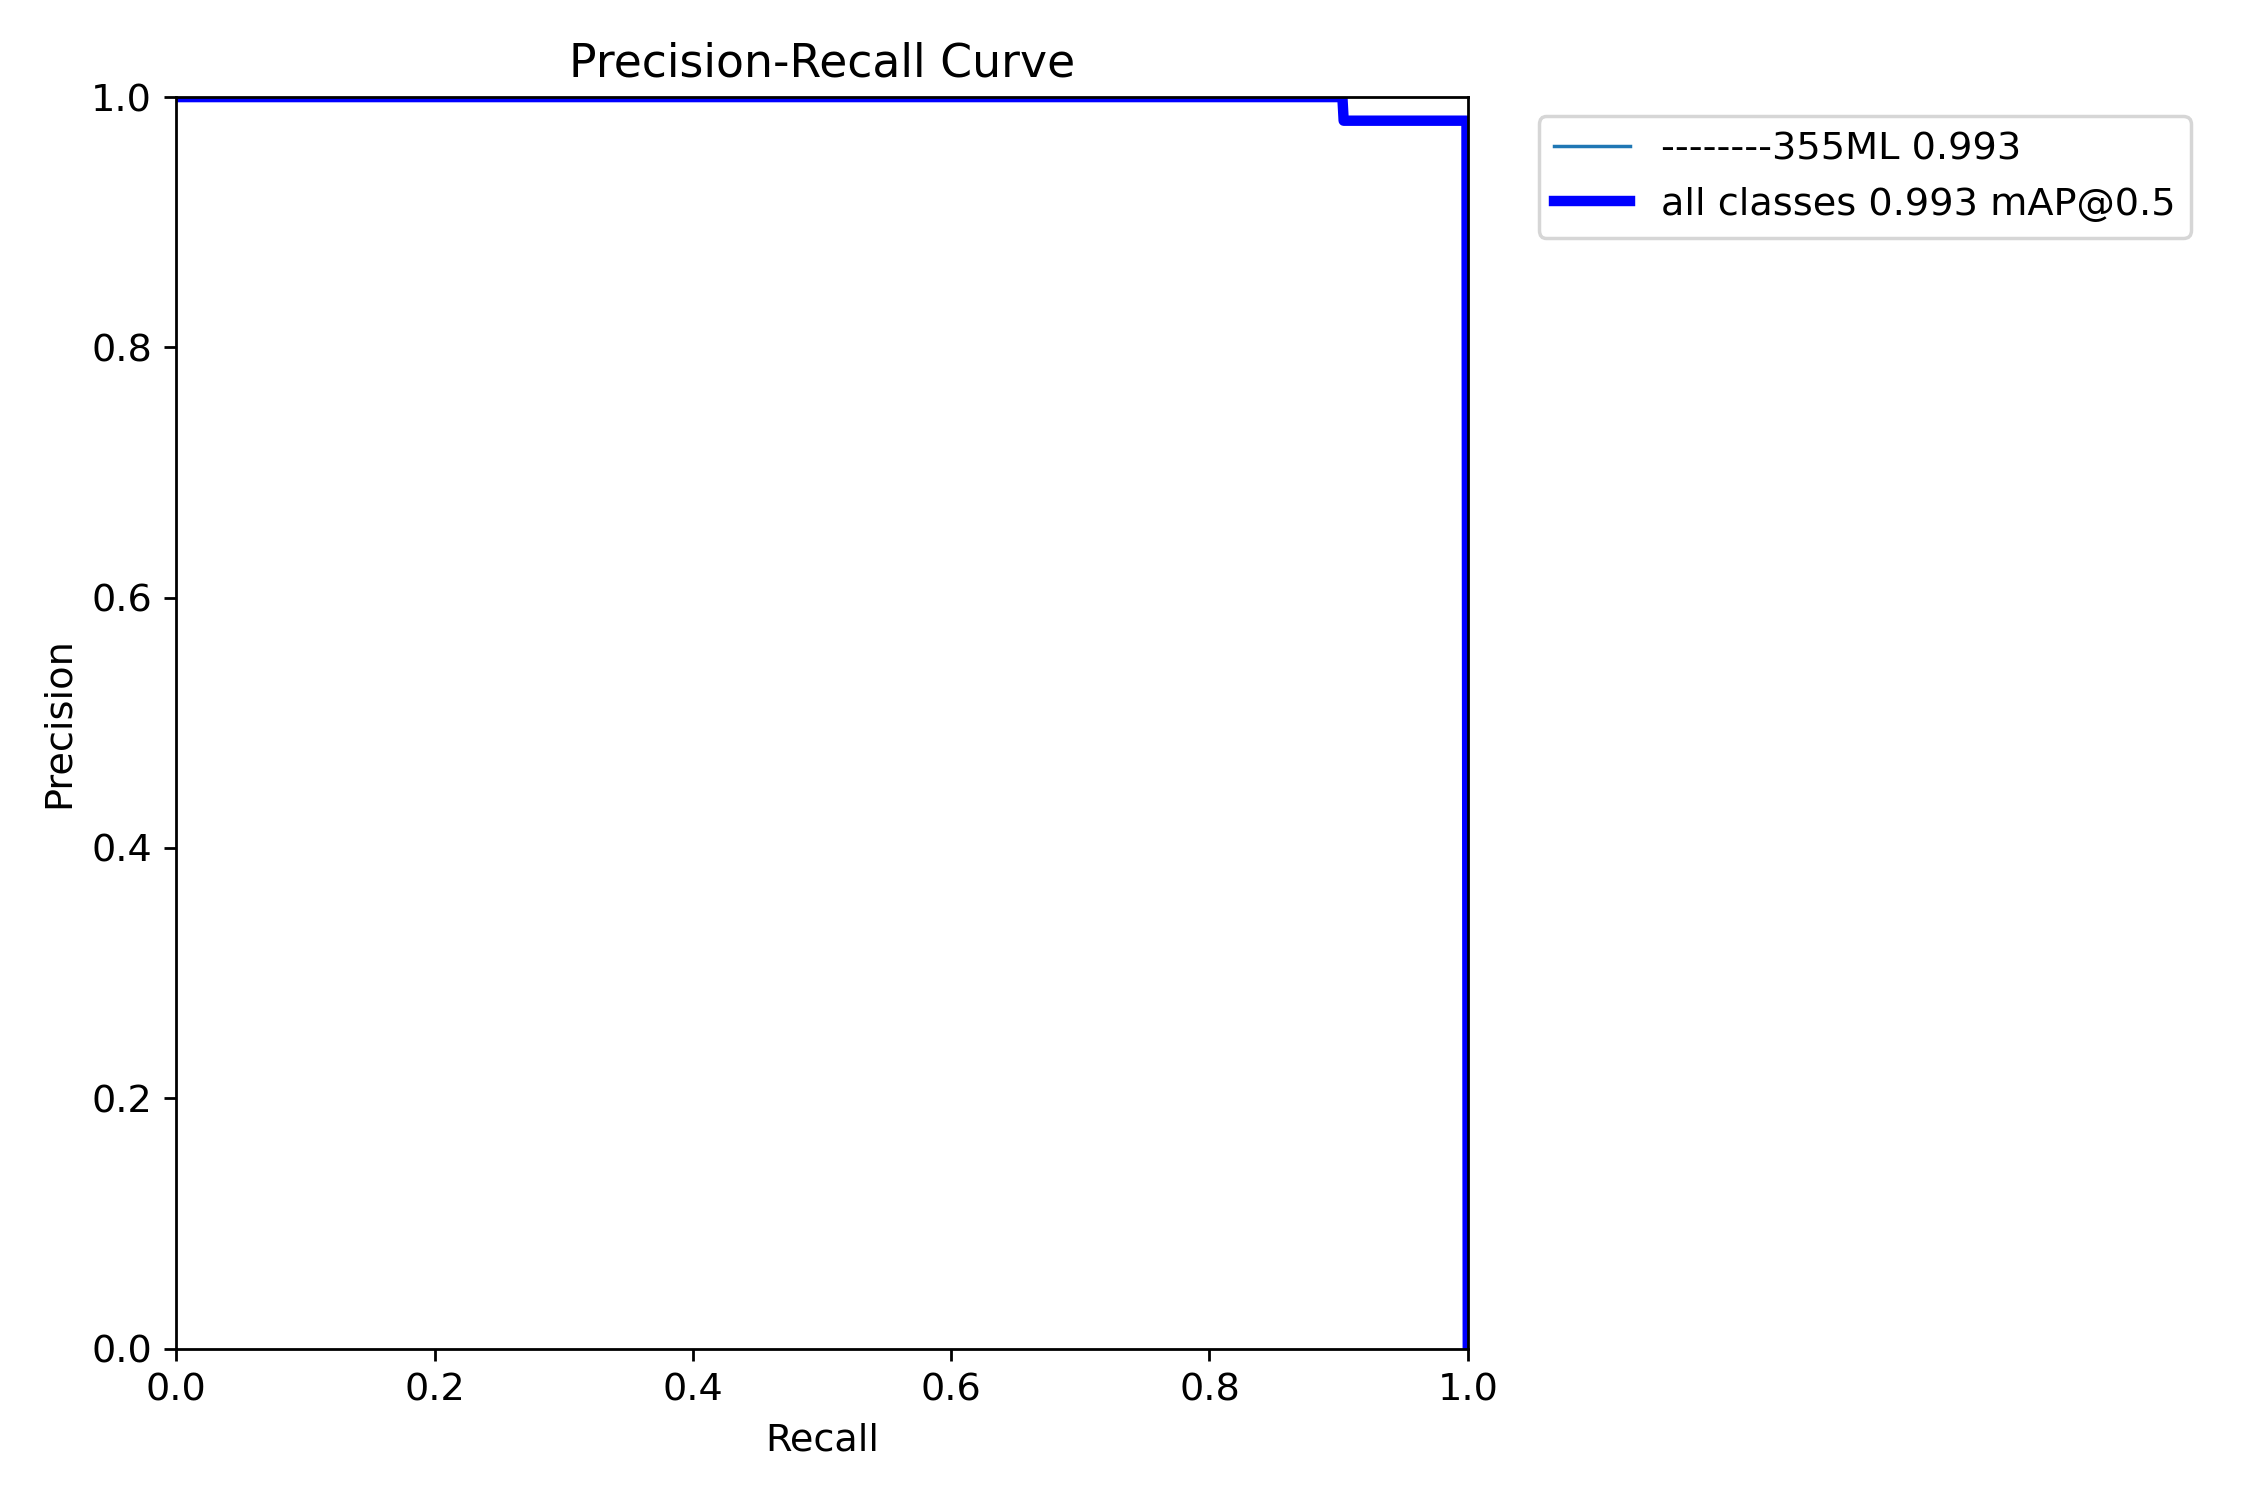 Precision-Recall Curve
1.0
0.8
0.6
0.4
0.2
0.0
Precision
0.0 0.2 0.4 0.6 0.8 1.0
Recall
--------355ML 0.993
all classes 0.993 mAP@0.5